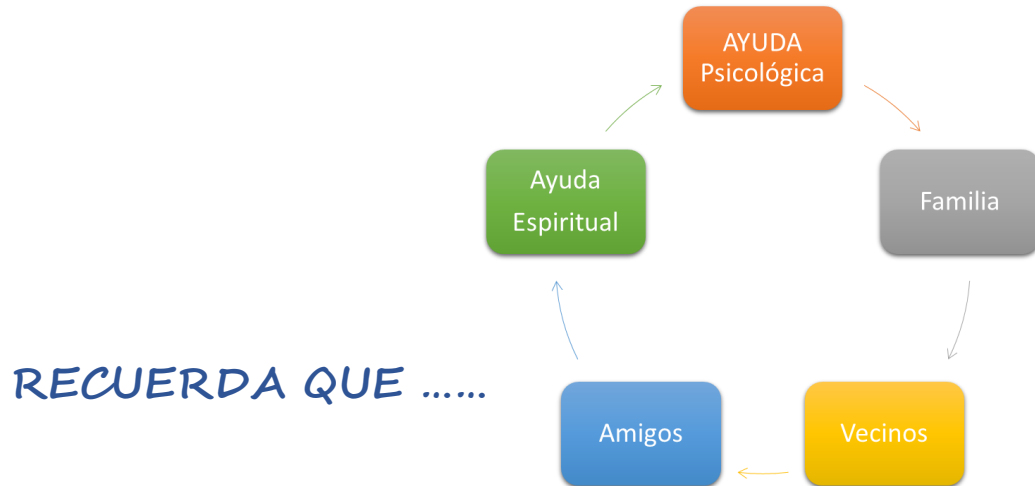 AYUDA
Psicológica
Ayuda
Espiritual
Familia
RECUERDA QUE ......
Amigos
Vecinos